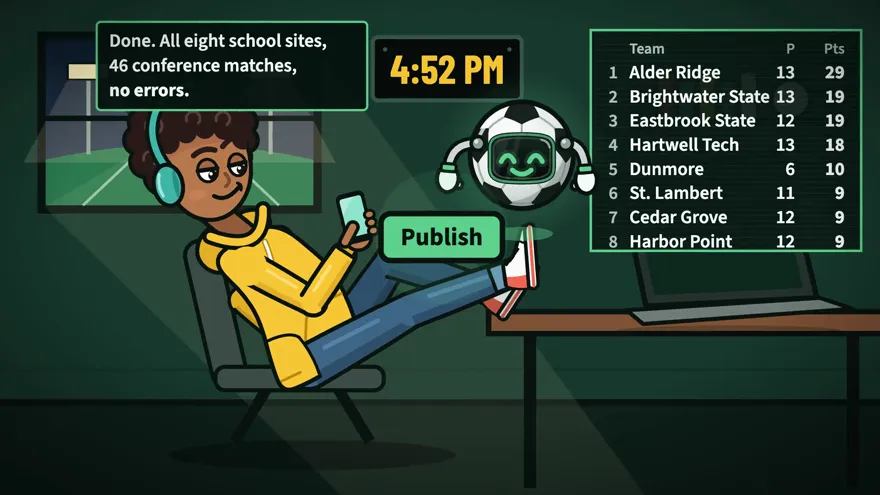 Done. All eight school sites,
46 conference matches,
no errors.
4:52 PM
Publish
Team P Pts
1 Alder Ridge 13 29
2 Brightwater State 13 19
3 Eastbrook State 12 19
4 Hartwell Tech 13 18
5 Dunmore 6 10
6 St. Lambert 11 9
7 Cedar Grove 12 9
8 Harbor Point 12 9